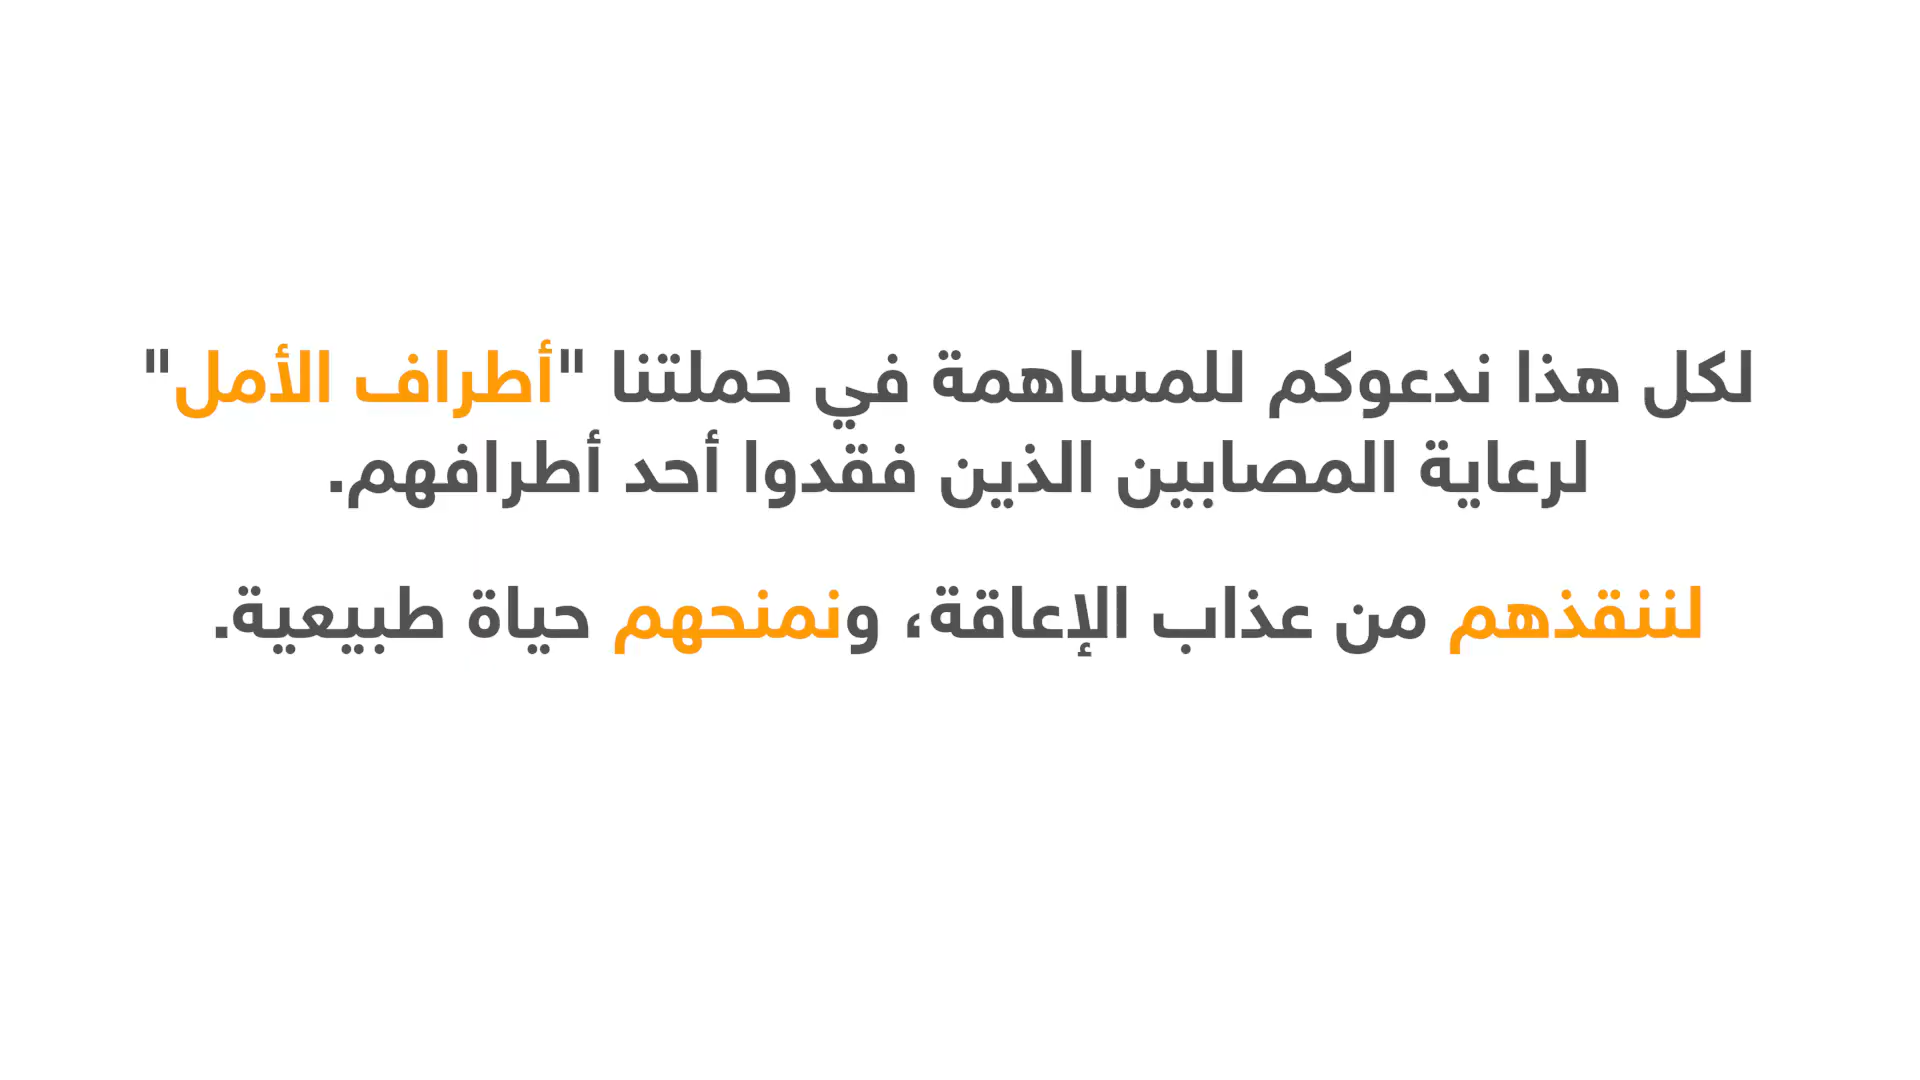 لكل هذا ندعوكم للمساهمة في حملتنا "أطراف الأمل"
لرعاية المصابين الذين فقدوا أحد أطرافهم.
لننقذهم من عذاب الإعاقة، ونمنحهم حياة طبيعية.